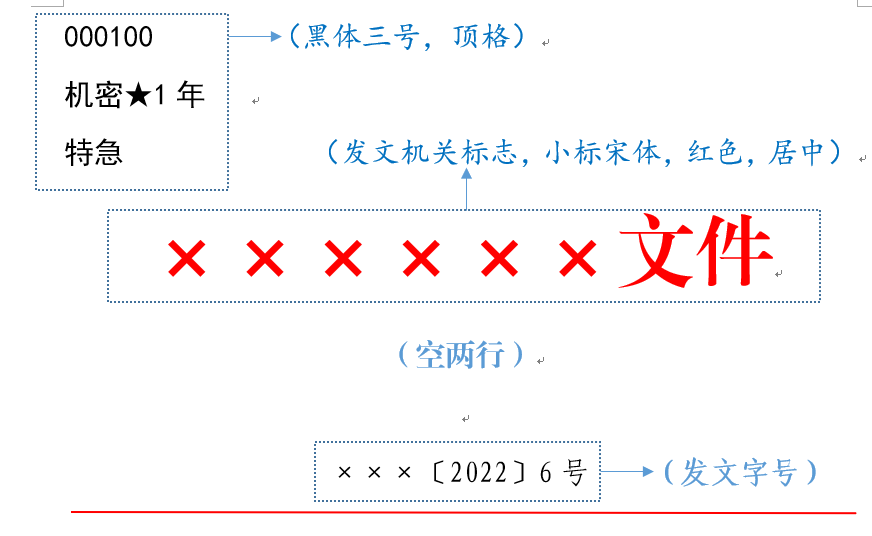 000100
（黑体三号，顶格）
机密★1 年
特急
（发文机关标志，小标宋体，红色，居中）
××××××文件
（空两行）
×××〔2022〕6 号
（发文字号）